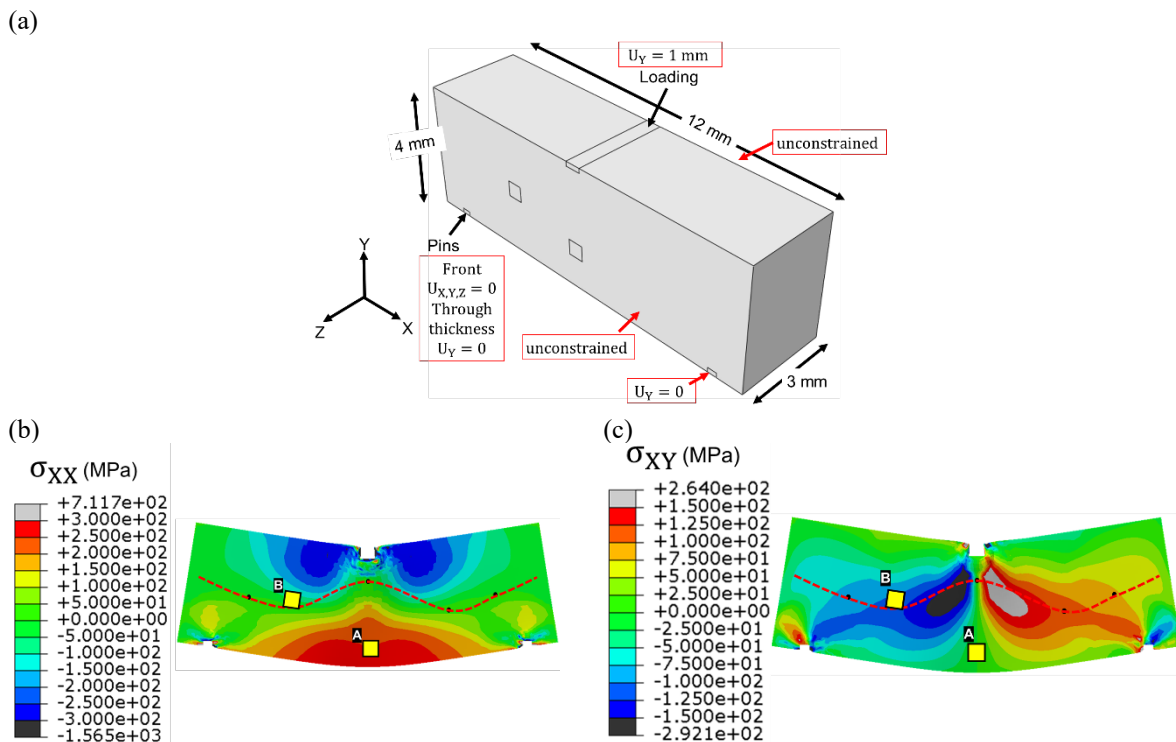 (a)
U_Y = 1 mm
Loading
12 mm
unconstrained
4 mm
Pins
Front
U_X,Y,Z = 0
Through
thickness
U_Y = 0
Y
Z
X
unconstrained
U_Y = 0
3 mm
(b)
σ_XX (MPa)
+7.117e+02
+3.000e+02
+2.500e+02
+2.000e+02
+1.500e+02
+1.000e+02
+5.000e+01
+0.000e+00
-5.000e+01
-1.000e+02
-1.500e+02
-2.000e+02
-2.500e+02
-3.000e+02
-1.565e+03
B
A
(c)
σ_XY (MPa)
+2.640e+02
+1.500e+02
+1.250e+02
+1.000e+02
+7.500e+01
+5.000e+01
+2.500e+01
+0.000e+00
-2.500e+01
-5.000e+01
-7.500e+01
-1.000e+02
-1.250e+02
-1.500e+02
-2.921e+02
B
A